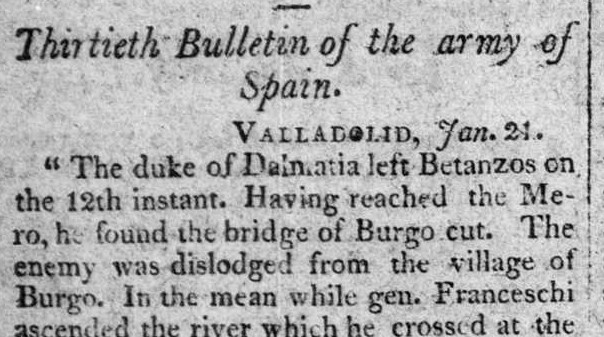 Thirtieth Bulletin of the army of
Spain.
VALLADOLID, Jan. 21.
“ The duke of Dalmatia left Betanzos on
the 12th instant. Having reached the Me-
ro, he found the bridge of Burgo cut. The
enemy was dislodged from the village of
Burgo. In the mean while gen. Franceschi
ascended the river which he crossed at the